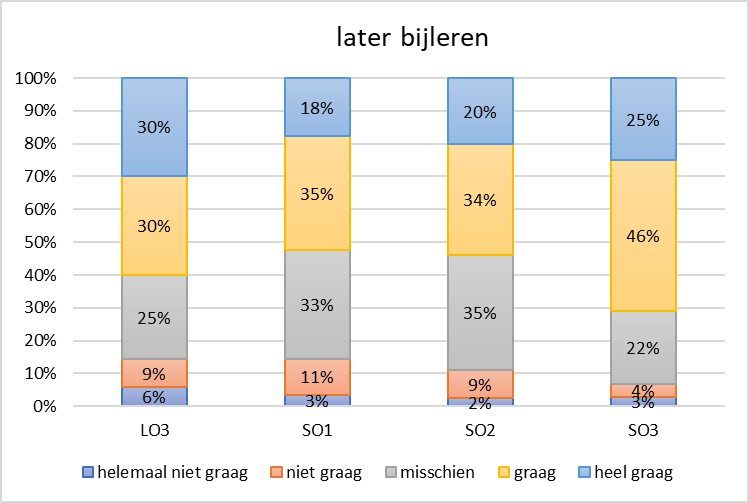 later bijleren
100%
90%
80%
70%
60%
50%
40%
30%
20%
10%
0%
30% 18% 20% 25%
30% 35% 34% 46%
25% 33% 35% 22%
9% 11% 9% 4%
6% 3% 2% 3%
LO3 SO1 SO2 SO3
helemaal niet graag niet graag misschien graag heel graag